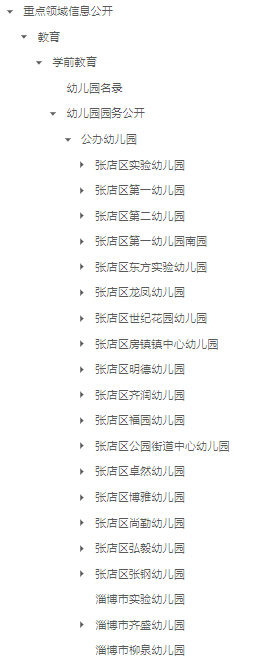 重点领域信息公开
教育
学前教育
幼儿园名录
幼儿园园务公开
公办幼儿园
张店区实验幼儿园
张店区第一幼儿园
张店区第二幼儿园
张店区第一幼儿园南园
张店区东方实验幼儿园
张店区龙凤幼儿园
张店区世纪花园幼儿园
张店区房镇镇中心幼儿园
张店区明德幼儿园
张店区齐润幼儿园
张店区福园幼儿园
张店区公园街道中心幼儿园
张店区卓然幼儿园
张店区博雅幼儿园
张店区尚勤幼儿园
张店区弘毅幼儿园
张店区张钢幼儿园
淄博市实验幼儿园
淄博市齐盛幼儿园
淄博市柳泉幼儿园